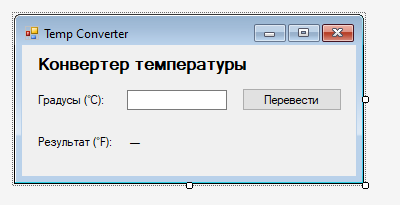 Temp Converter
Конвертер температуры
Градусы (°C): Перевести
Результат (°F): —